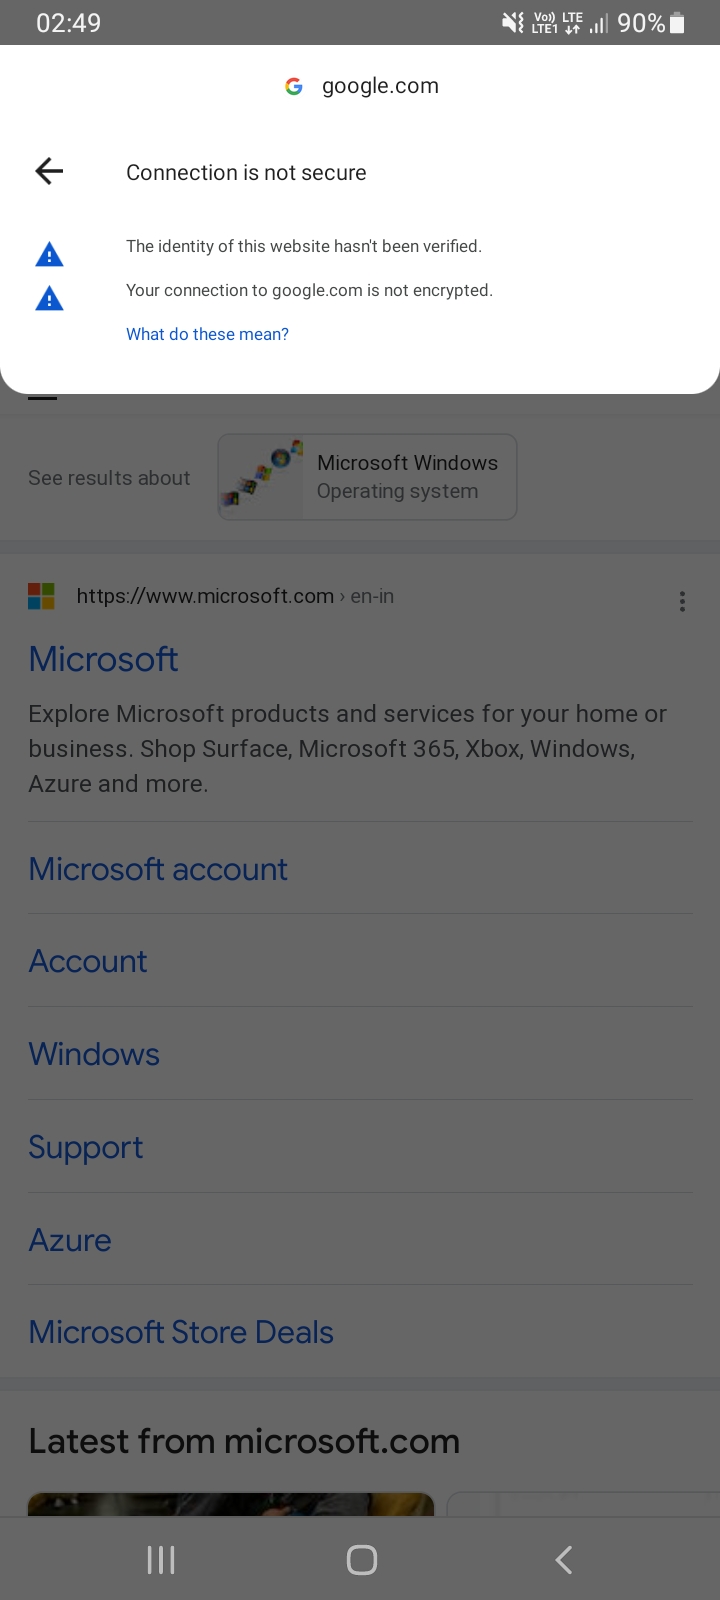 02:49
Vo) LTE
LTE1
90%
google.com
Connection is not secure
The identity of this website hasn't been verified.
Your connection to google.com is not encrypted.
What do these mean?
See results about
Microsoft Windows
Operating system
https://www.microsoft.com › en-in
Microsoft
Explore Microsoft products and services for your home or
business. Shop Surface, Microsoft 365, Xbox, Windows,
Azure and more.
Microsoft account
Account
Windows
Support
Azure
Microsoft Store Deals
Latest from microsoft.com